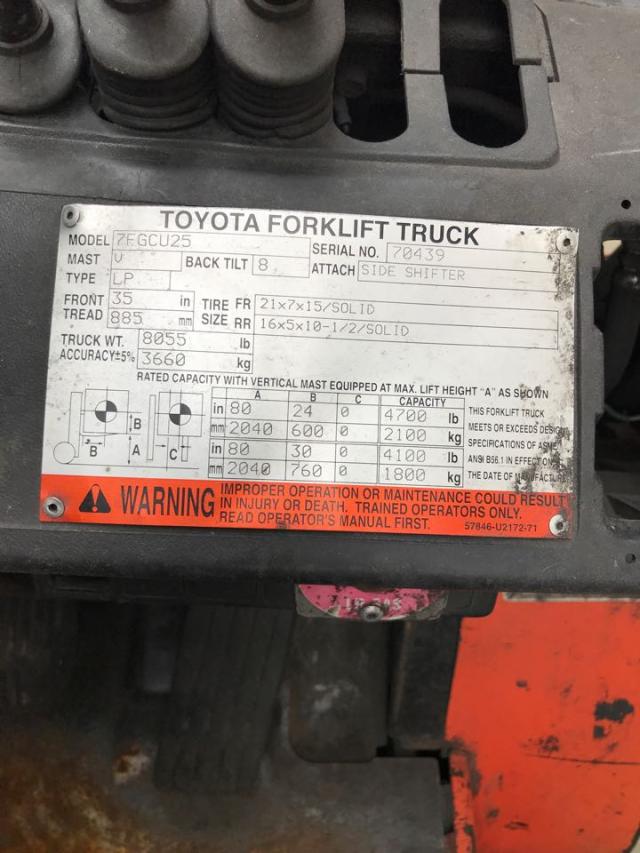 TOYOTA FORKLIFT TRUCK
MODEL 7FGCU25 SERIAL NO. 70439
MAST V BACK TILT 8 ATTACH SIDE SHIFTER
TYPE LP
FRONT TREAD 35 in 885 mm
TIRE SIZE FR 21x7x15/SOLID
RR 16x5x10-1/2/SOLID
TRUCK WT. 8055 lb
ACCURACY±5% 3660 kg
RATED CAPACITY WITH VERTICAL MAST EQUIPPED AT MAX. LIFT HEIGHT "A" AS SHOWN
A B C CAPACITY
in 80 24 0 4700 lb
mm 2040 600 0 2100 kg
in 80 30 0 4100 lb
mm 2040 760 0 1800 kg
B B A C
THIS FORKLIFT TRUCK
MEETS OR EXCEEDS DESIGN
SPECIFICATIONS OF ASME
ANSI B56.1 IN EFFECT ON
THE DATE OF MANUFACTURE
WARNING
IMPROPER OPERATION OR MAINTENANCE COULD RESULT
IN INJURY OR DEATH. TRAINED OPERATORS ONLY.
READ OPERATOR'S MANUAL FIRST. 57846-U2172-71